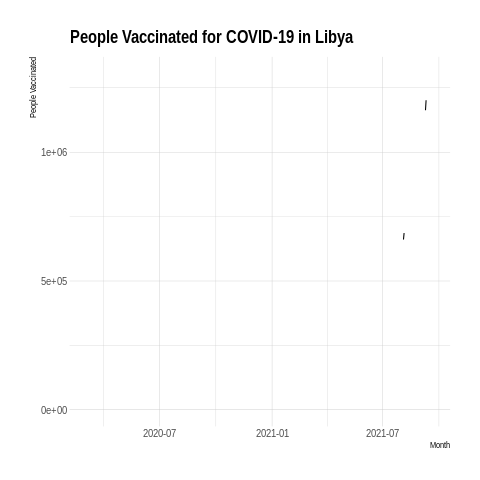 People Vaccinated for COVID-19 in Libya
People Vaccinated
1e+06
5e+05
0e+00
2020-07
2021-01
2021-07
Month